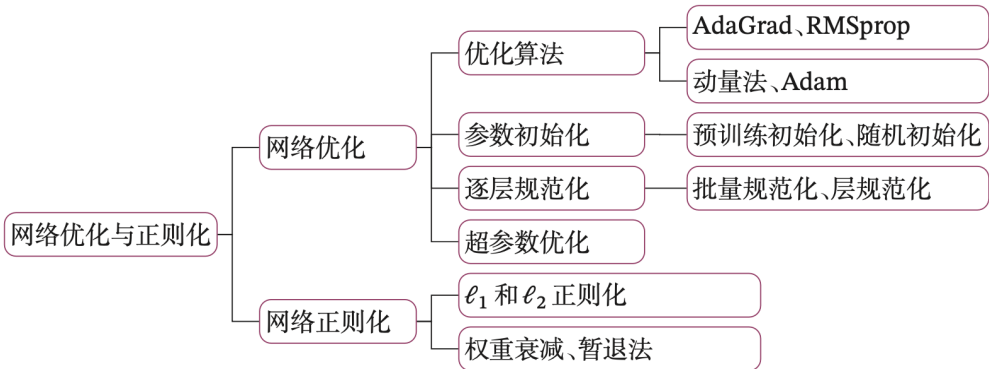 网络优化与正则化
网络优化
优化算法
AdaGrad、RMSprop
动量法、Adam
参数初始化
预训练初始化、随机初始化
逐层规范化
批量规范化、层规范化
超参数优化
网络正则化
ℓ₁ 和 ℓ₂ 正则化
权重衰减、暂退法